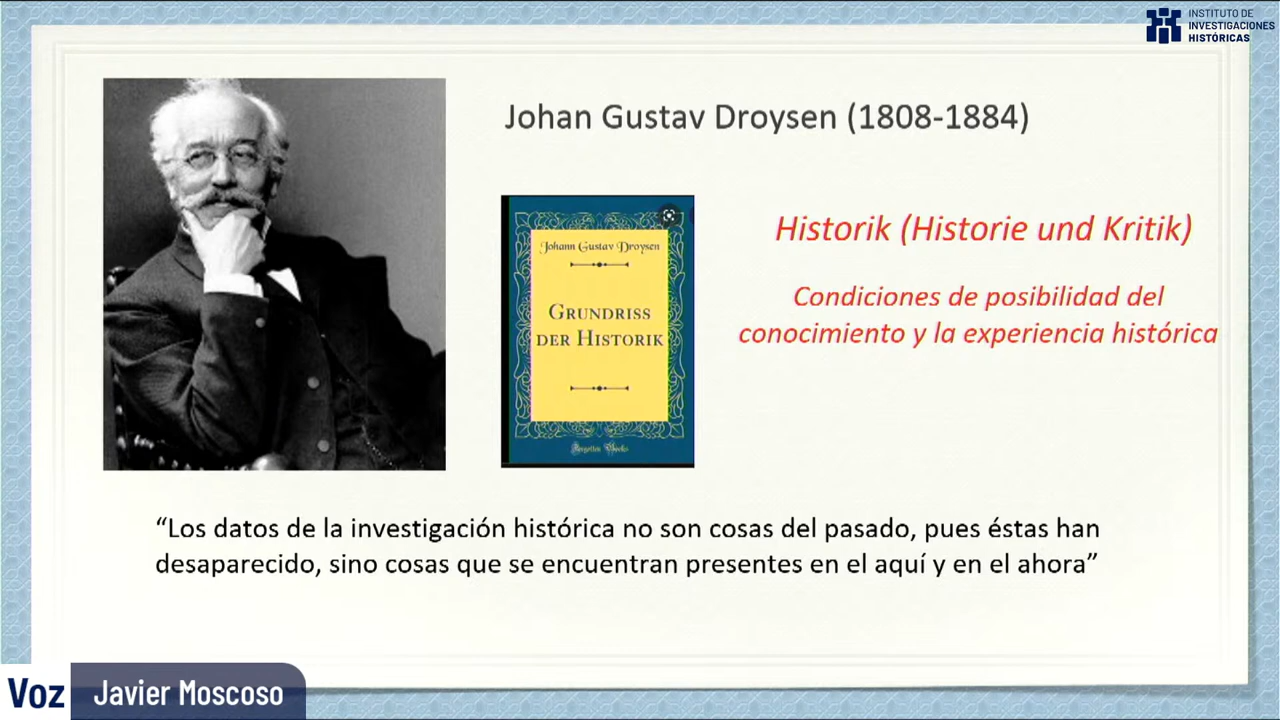 INSTITUTO DE
INVESTIGACIONES
HISTÓRICAS
Johan Gustav Droysen (1808-1884)
Johann Gustav Droysen
GRUNDRISS
DER HISTORIK
Forgotten Books
Historik (Historie und Kritik)
Condiciones de posibilidad del
conocimiento y la experiencia histórica
“Los datos de la investigación histórica no son cosas del pasado, pues éstas han
desaparecido, sino cosas que se encuentran presentes en el aquí y en el ahora”
Voz Javier Moscoso